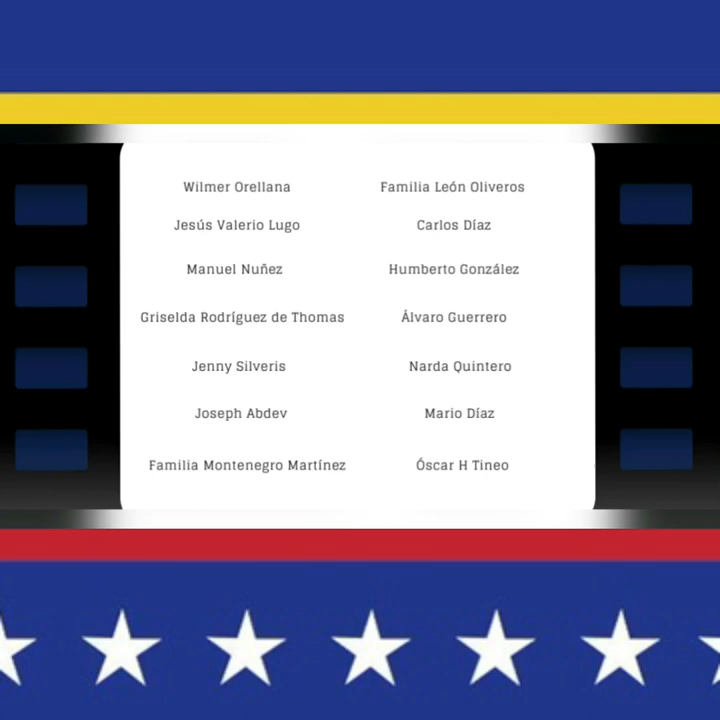 Wilmer Orellana
Familia León Oliveros
Jesús Valerio Lugo
Carlos Díaz
Manuel Nuñez
Humberto González
Griselda Rodríguez de Thomas
Álvaro Guerrero
Jenny Silveris
Narda Quintero
Joseph Abdev
Mario Díaz
Familia Montenegro Martínez
Óscar H Tineo